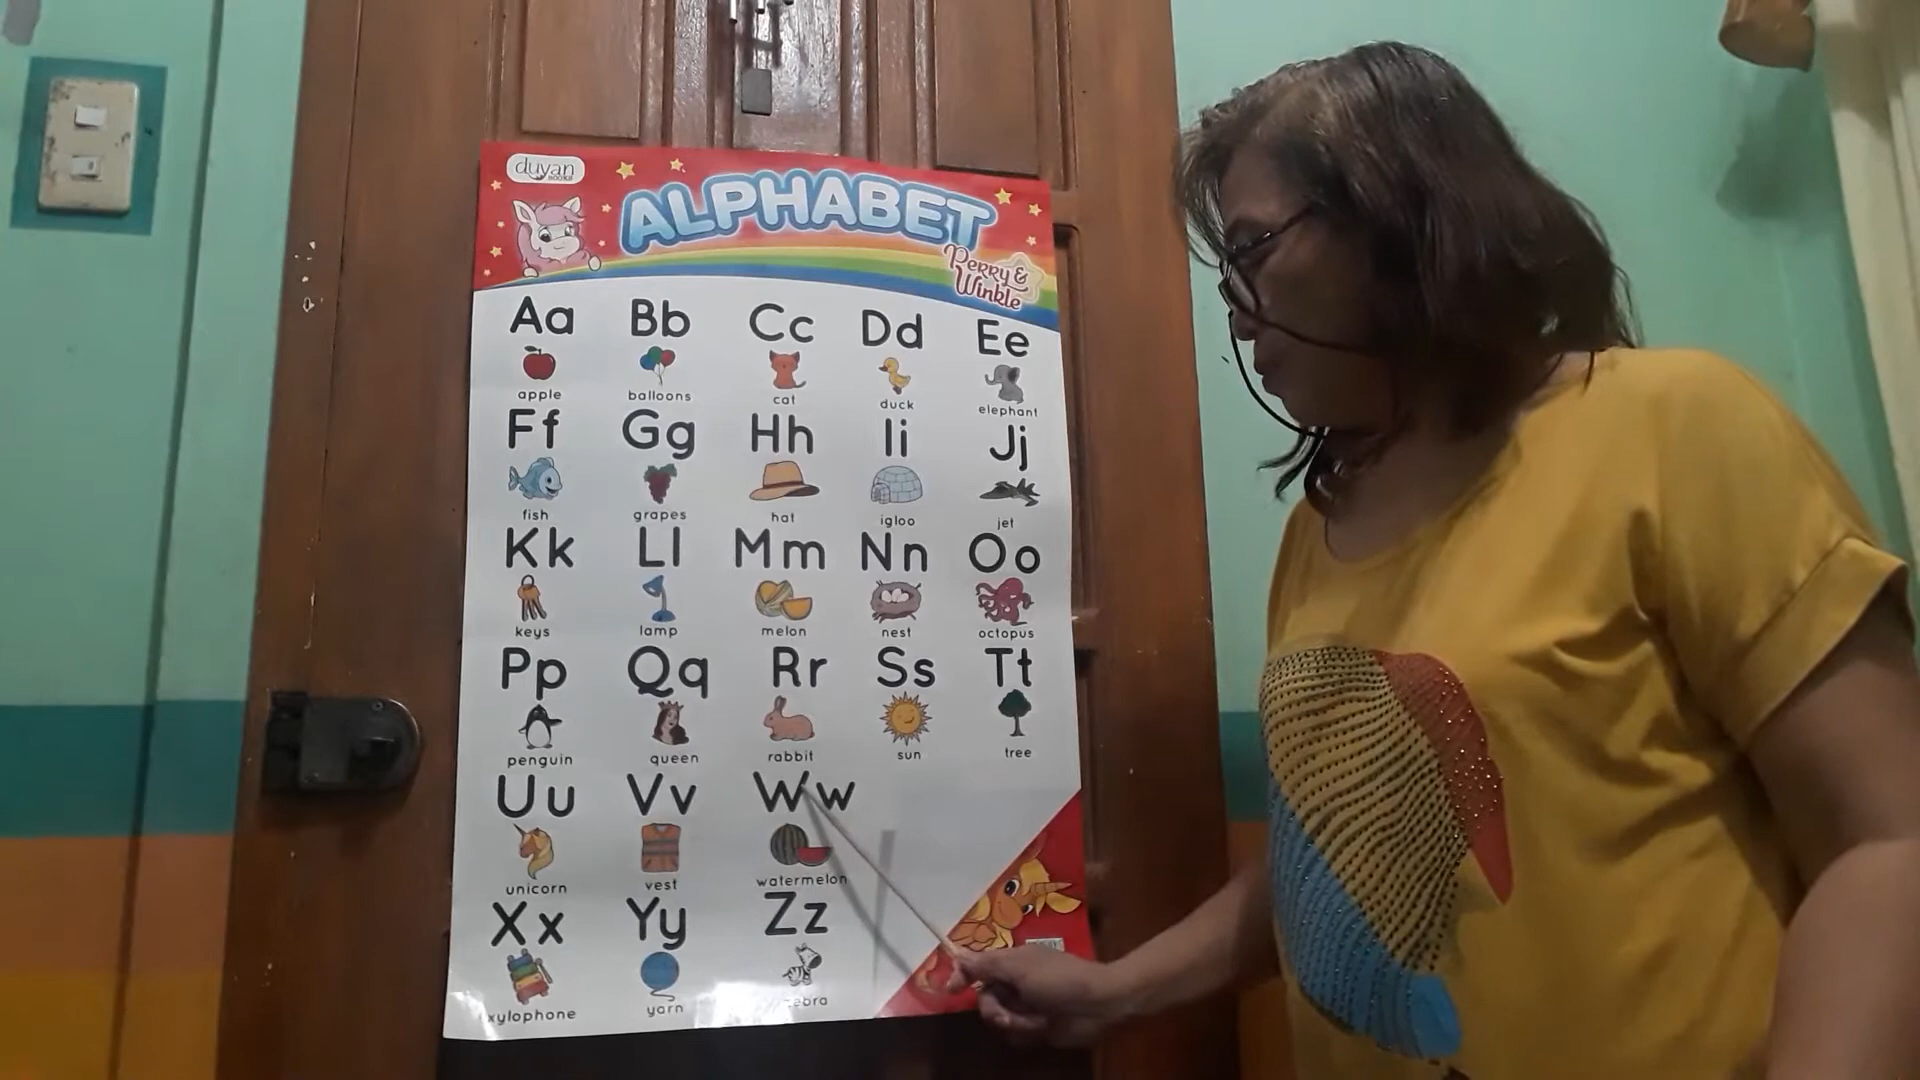 duyan
BOOKS
ALPHABET
Perry &
Winkle
Aa Bb Cc Dd Ee
apple balloons cat duck elephant
Ff Gg Hh Ii Jj
fish grapes hat igloo jet
Kk Ll Mm Nn Oo
keys lamp melon nest octopus
Pp Qq Rr Ss Tt
penguin queen rabbit sun tree
Uu Vv Ww
unicorn vest watermelon
Xx Yy Zz
xylophone yarn zebra